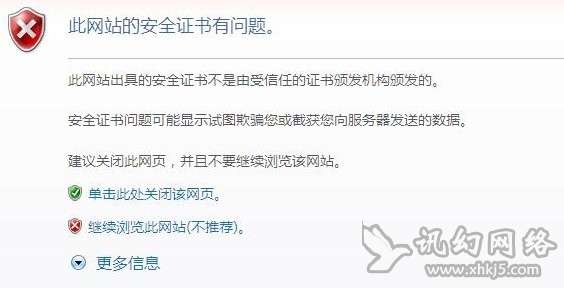 此网站的安全证书有问题。
此网站出具的安全证书不是由受信任的证书颁发机构颁发的。
安全证书问题可能显示试图欺骗您或截获您向服务器发送的数据。
建议关闭此网页，并且不要继续浏览该网站。
单击此处关闭该网页。
继续浏览此网站(不推荐)。
更多信息
讯幻网络
www.xhkj5.com